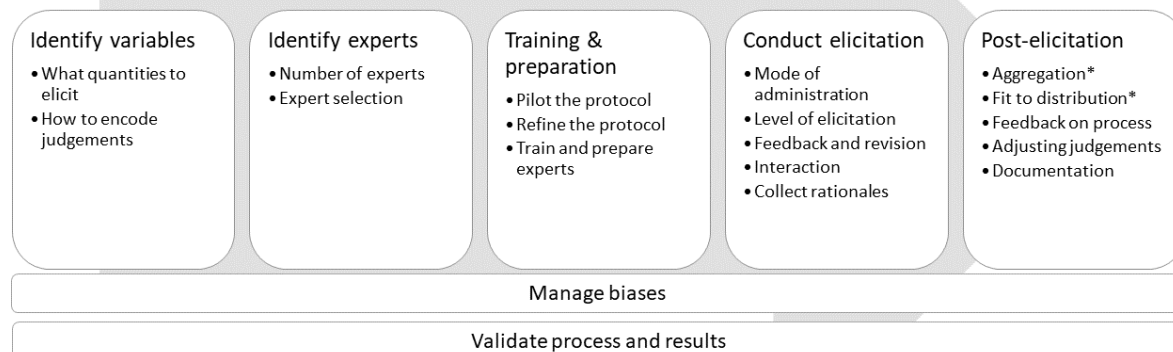 Identify variables
• What quantities to
elicit
• How to encode
judgements
Identify experts
• Number of experts
• Expert selection
Training &
preparation
• Pilot the protocol
• Refine the protocol
• Train and prepare
experts
Conduct elicitation
• Mode of
administration
• Level of elicitation
• Feedback and revision
• Interaction
• Collect rationales
Post-elicitation
• Aggregation*
• Fit to distribution*
• Feedback on process
• Adjusting judgements
• Documentation
Manage biases
Validate process and results